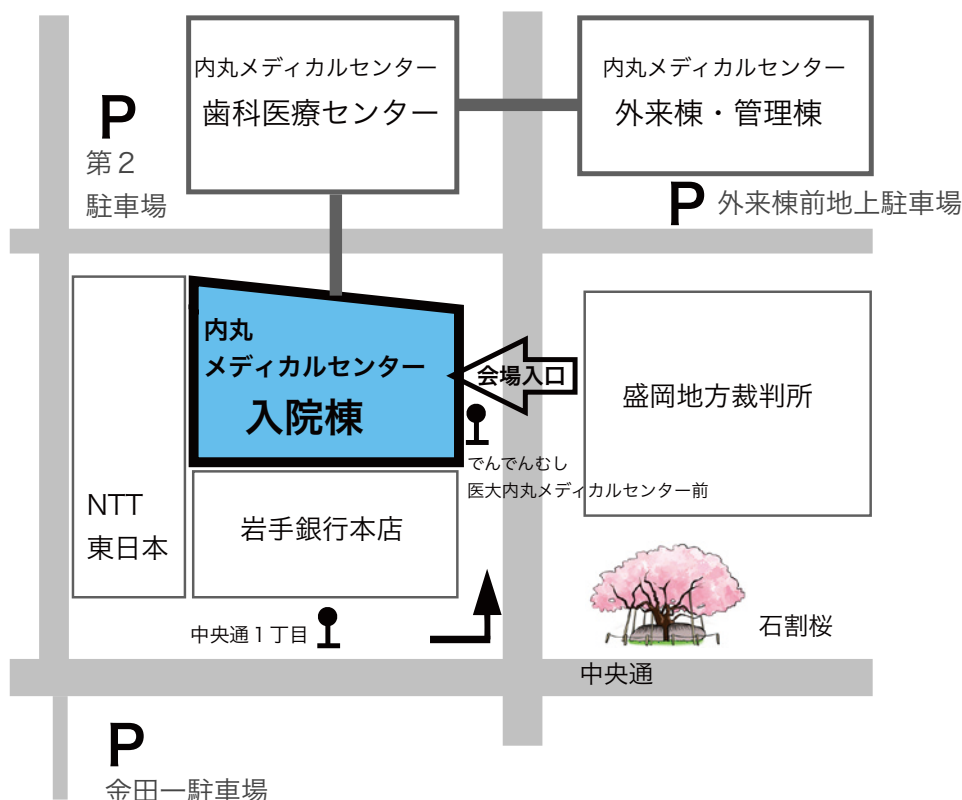 内丸メディカルセンター
歯科医療センター
内丸メディカルセンター
外来棟・管理棟
P
第２
駐車場
P 外来棟前地上駐車場
内丸
メディカルセンター
入院棟
会場入口
盛岡地方裁判所
でんでんむし
医大内丸メディカルセンター前
NTT
東日本
岩手銀行本店
中央通１丁目
石割桜
中央通
P
金田一駐車場